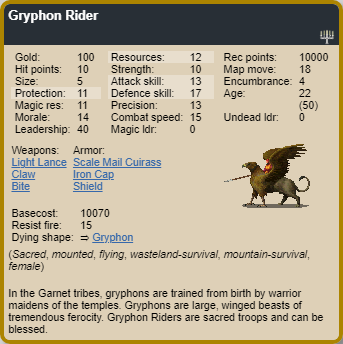 Gryphon Rider
Gold: 100 Resources: 12 Rec points: 10000
Hit points: 10 Strength: 10 Map move: 18
Size: 5 Attack skill: 13 Encumbrance: 4
Protection: 11 Defence skill: 17 Age: 22
Magic res: 11 Precision: 13 (50)
Morale: 14 Combat speed: 15 Undead ldr: 0
Leadership: 40 Magic ldr: 0
Weapons: Armor:
Light Lance Scale Mail Cuirass
Claw Iron Cap
Bite Shield
Basecost: 10070
Resist fire: 15
Dying shape: ⇒ Gryphon
(Sacred, mounted, flying, wasteland-survival, mountain-survival,
female)
In the Garnet tribes, gryphons are trained from birth by warrior
maidens of the temples. Gryphons are large, winged beasts of
tremendous ferocity. Gryphon Riders are sacred troops and can be
blessed.